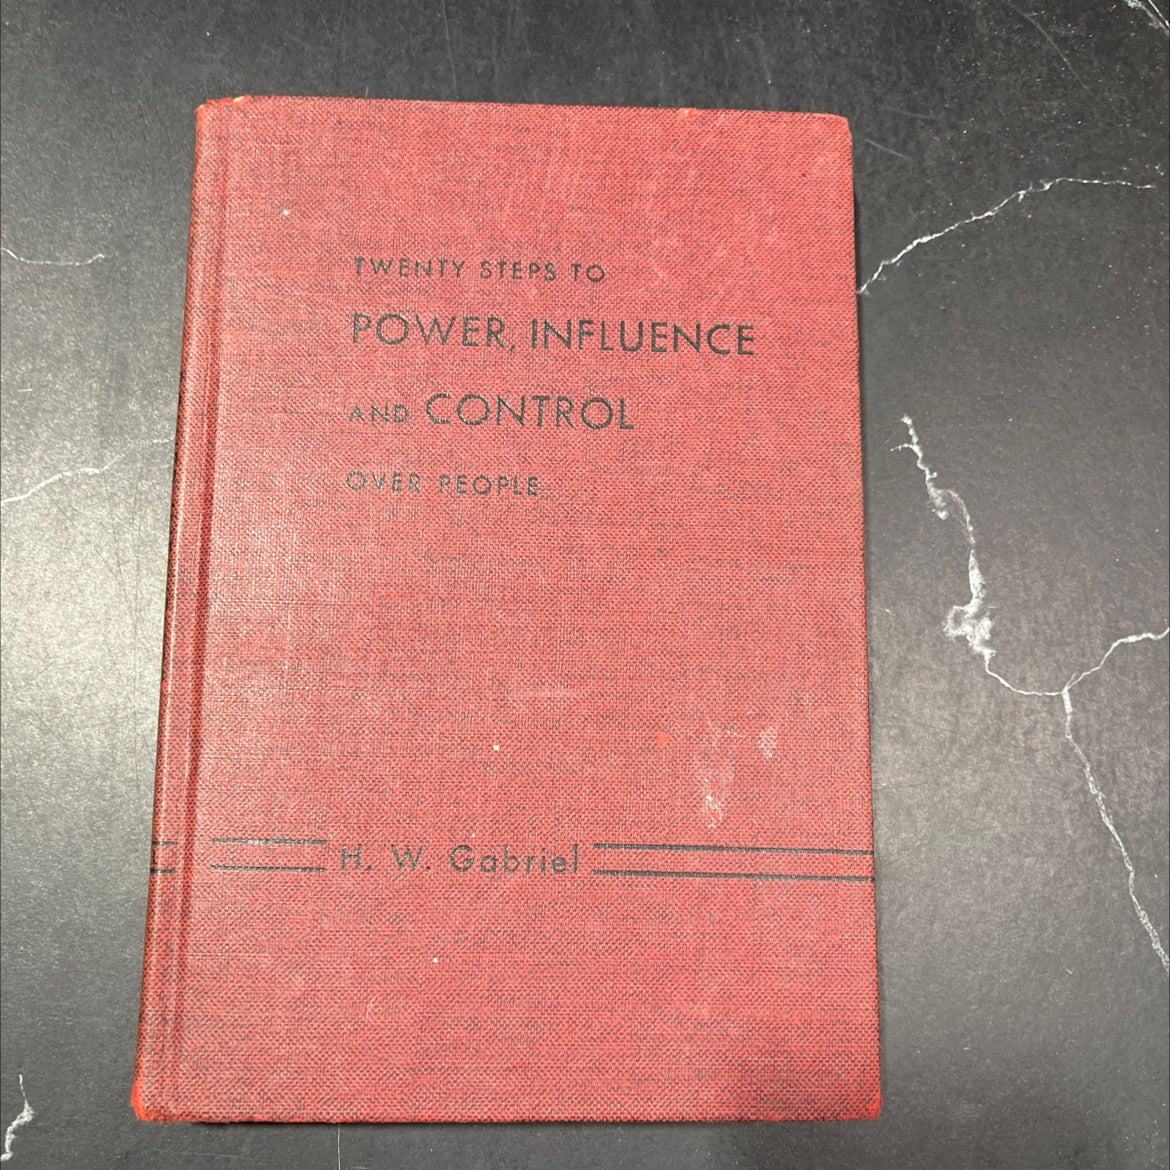 TWENTY STEPS TO
POWER, INFLUENCE
AND CONTROL
OVER PEOPLE
H. W. Gabriel